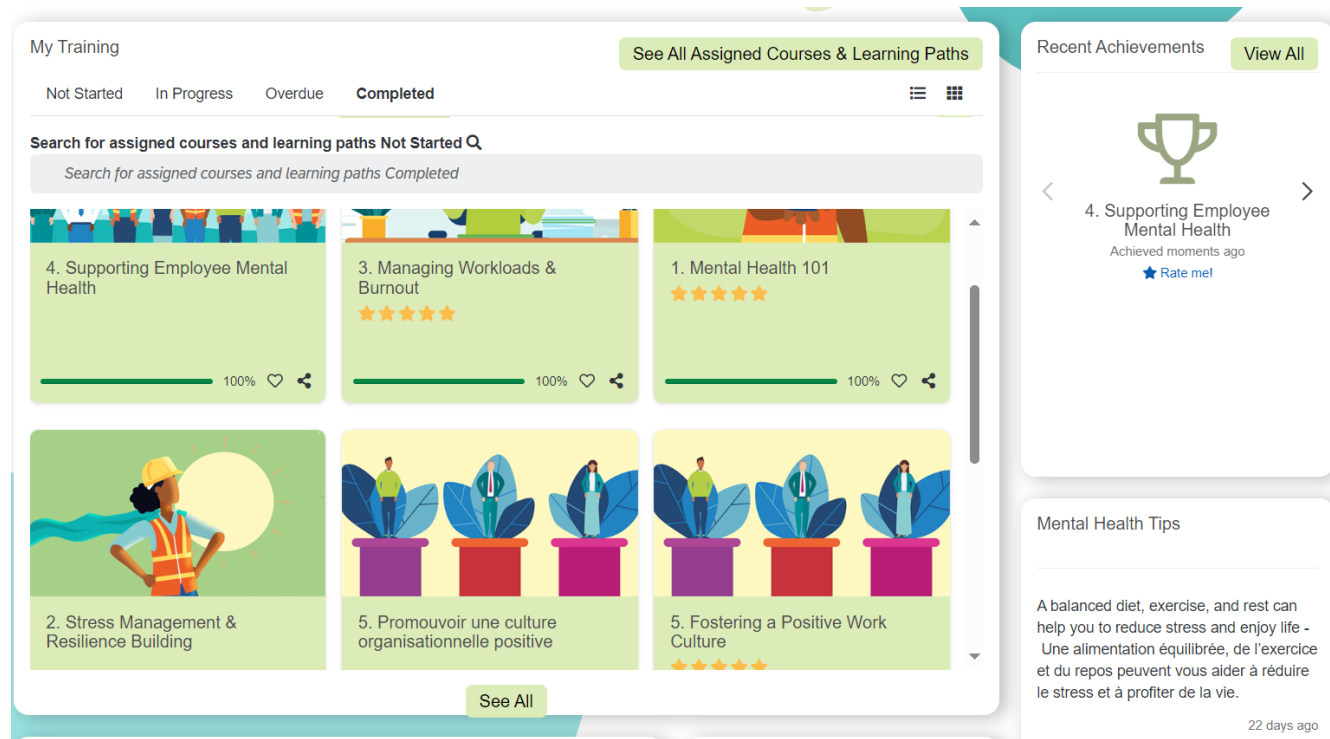 My Training
See All Assigned Courses & Learning Paths
Not Started
In Progress
Overdue
Completed
Search for assigned courses and learning paths Not Started
Search for assigned courses and learning paths Completed
4. Supporting Employee Mental
Health
100%
3. Managing Workloads &
Burnout
100%
1. Mental Health 101
100%
2. Stress Management &
Resilience Building
5. Promouvoir une culture
organisationnelle positive
5. Fostering a Positive Work
Culture
See All
Recent Achievements
View All
4. Supporting Employee
Mental Health
Achieved moments ago
Rate me!
Mental Health Tips
A balanced diet, exercise, and rest can
help you to reduce stress and enjoy life -
Une alimentation équilibrée, de l'exercice
et du repos peuvent vous aider à réduire
le stress et à profiter de la vie.
22 days ago